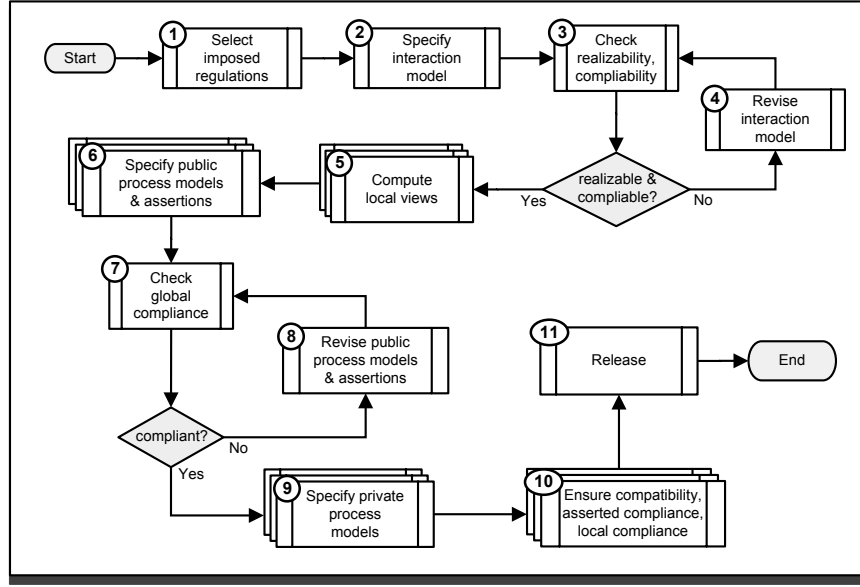 Start
1
Select
imposed
regulations
2
Specify
interaction
model
3
Check
realizability,
compliability
4
Revise
interaction
model
realizable &
compliable?
Yes
No
5
Compute
local views
6
Specify public
process models
& assertions
7
Check
global
compliance
8
Revise public
process models
& assertions
compliant?
No
Yes
9
Specify private
process
models
10
Ensure compatibility,
asserted compliance,
local compliance
11
Release
End